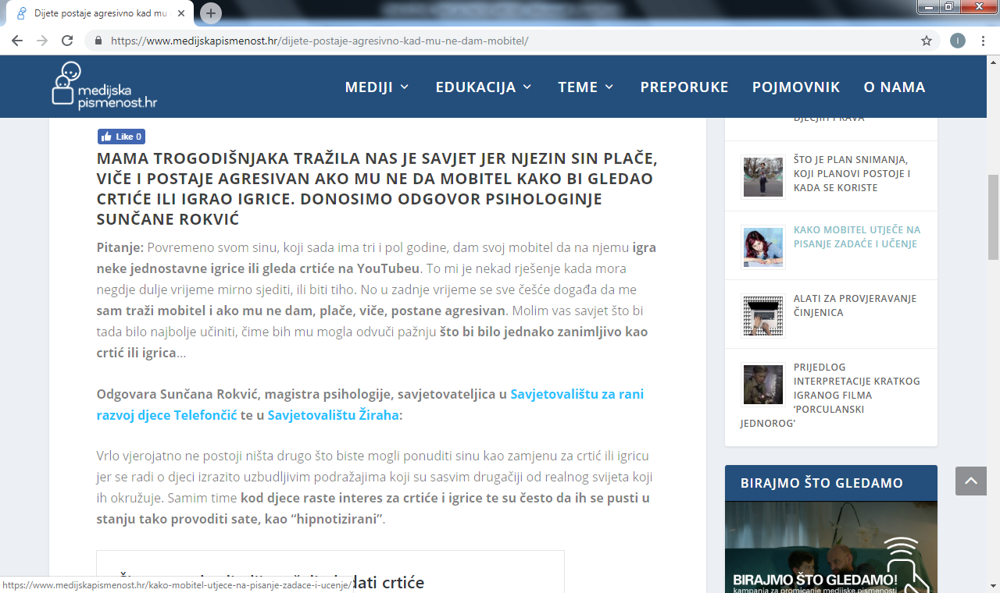 Dijete postaje agresivno kad mu
https://www.medijskapismenost.hr/dijete-postaje-agresivno-kad-mu-ne-dam-mobitel/
I
medijska
pismenost.hr
MEDIJI
EDUKACIJA
TEME
PREPORUKE
POJMOVNIK
O NAMA
Like 0
MAMA TROGODIŠNJAKA TRAŽILA NAS JE SAVJET JER NJEZIN SIN PLAČE,
VIČE I POSTAJE AGRESIVAN AKO MU NE DA MOBITEL KAKO BI GLEDAO
CRTIĆE ILI IGRAO IGRICE. DONOSIMO ODGOVOR PSIHOLOGINJE
SUNČANE ROKVIĆ
Pitanje: Povremeno svom sinu, koji sada ima tri i pol godine, dam svoj mobitel da na njemu igra
neke jednostavne igrice ili gleda crtiće na YouTubeu. To mi je nekad rješenje kada mora
negdje dulje vrijeme mirno sjediti, ili biti tiho. No u zadnje vrijeme se sve češće događa da me
sam traži mobitel i ako mu ne dam, plače, viče, postane agresivan. Molim vas savjet što bi
tada bilo najbolje učiniti, čime bih mu mogla odvuči pažnju što bi bilo jednako zanimljivo kao
crtić ili igrica...
Odgovara Sunčana Rokvić, magistra psihologije, savjetovateljica u Savjetovalištu za rani
razvoj djece Telefončić te u Savjetovalištu Žiraha:
Vrlo vjerojatno ne postoji ništa drugo što biste mogli ponuditi sinu kao zamjenu za crtić ili igricu
jer se radi o djeci izrazito uzbudljivim podražajima koji su sasvim drugačiji od realnog svijeta koji
ih okružuje. Samim time kod djece raste interes za crtiće i igrice te su često da ih se pusti u
stanju tako provoditi sate, kao “hipnotizirani”.
dati crtiće
https://www.medijskapismenost.hr/kako-mobitel-utjece-na-pisanje-zadace-i-ucenje/
DJEČJIH PRAVA
ŠTO JE PLAN SNIMANJA,
KOJI PLANOVI POSTOJE I
KADA SE KORISTE
KAKO MOBITEL UTJEČE NA
PISANJE ZADAĆE I UČENJE
ALATI ZA PROVJERAVANJE
ČINJENICA
PRIJEDLOG
INTERPRETACIJE KRATKOG
IGRANOG FILMA
‘PORCULANSKI
JEDNOROG’
BIRAJMO ŠTO GLEDAMO
BIRAJMO ŠTO GLEDAMO!
kampanja za promicanje medijske pismenosti